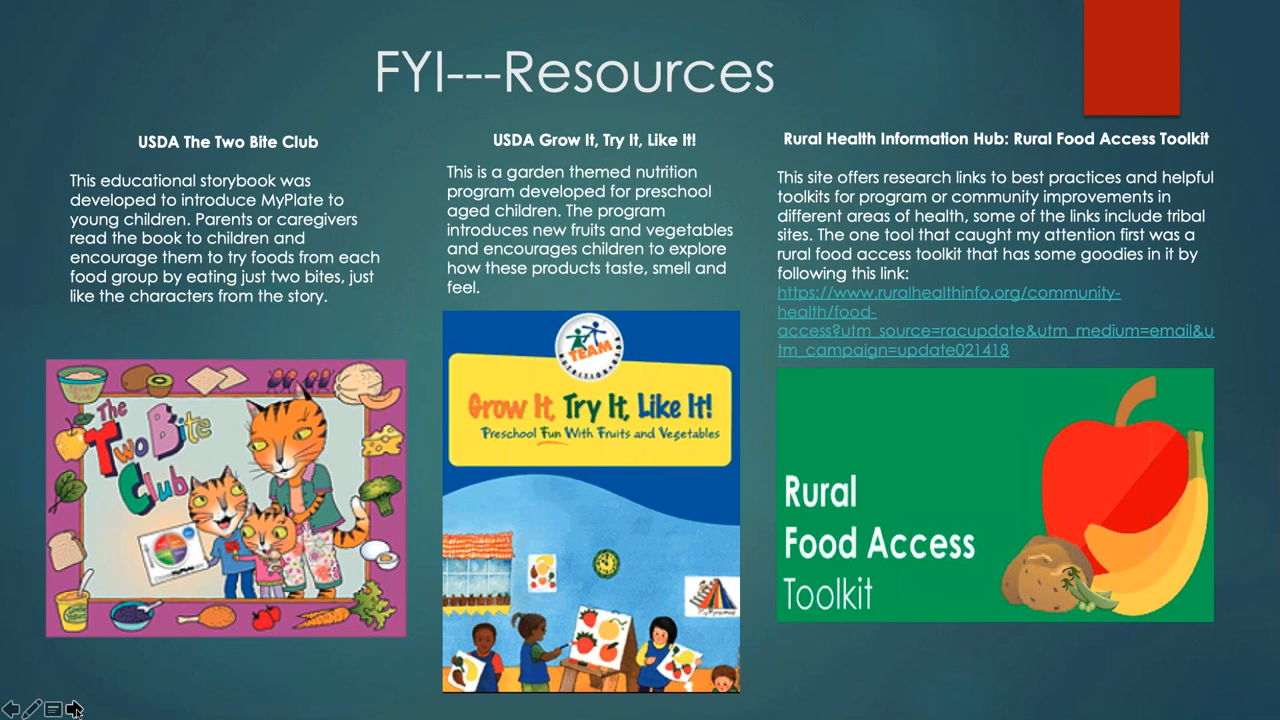 FYI---Resources
USDA The Two Bite Club
This educational storybook was
developed to introduce MyPlate to
young children. Parents or caregivers
read the book to children and
encourage them to try foods from each
food group by eating just two bites, just
like the characters from the story.
The
Two Bite
Club
USDA Grow It, Try It, Like It!
This is a garden themed nutrition
program developed for preschool
aged children. The program
introduces new fruits and vegetables
and encourages children to explore
how these products taste, smell and
feel.
TEAM
NUTRITION
Grow It, Try It, Like It!
Preschool Fun With Fruits and Vegetables
MyPyramid
Rural Health Information Hub: Rural Food Access Toolkit
This site offers research links to best practices and helpful
toolkits for program or community improvements in
different areas of health, some of the links include tribal
sites. The one tool that caught my attention first was a
rural food access toolkit that has some goodies in it by
following this link:
https://www.ruralhealthinfo.org/community-
health/food-
access?utm_source=racupdate&utm_medium=email&u
tm_campaign=update021418
Rural
Food Access
Toolkit